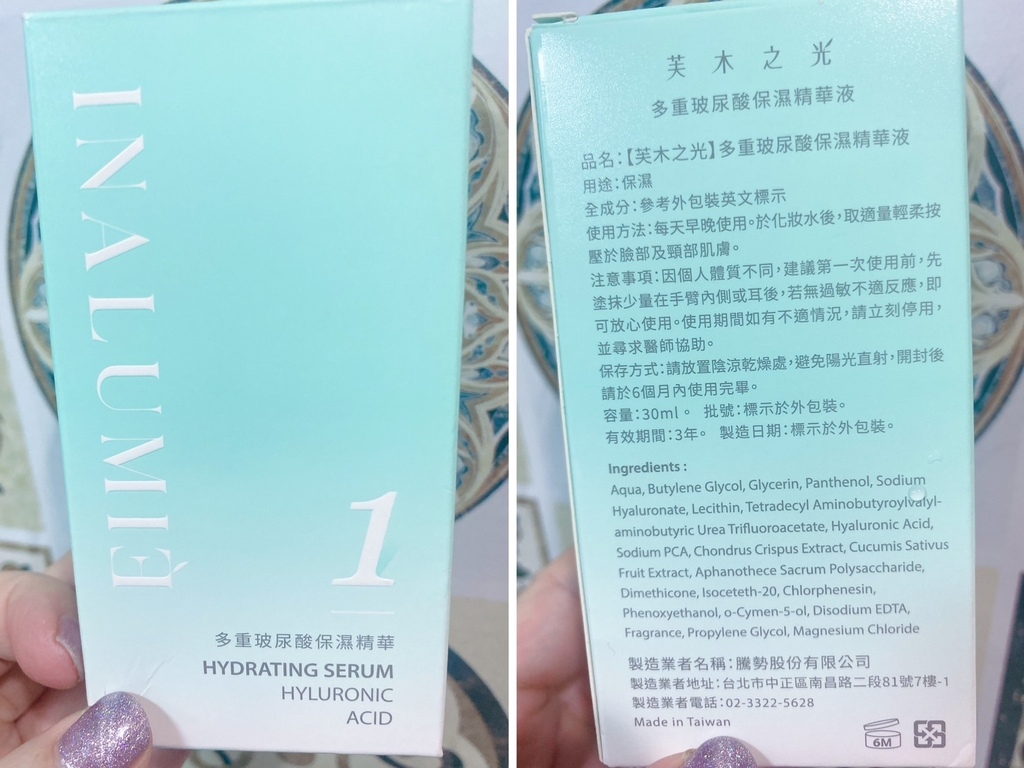 INALUMIÈ
1
多重玻尿酸保濕精華
HYDRATING SERUM
HYLURONIC
ACID
芙木之光
多重玻尿酸保濕精華液
品名：【芙木之光】多重玻尿酸保濕精華液
用途：保濕
全成分：參考外包裝英文標示
使用方法：每天早晚使用。於化妝水後，取適量輕柔按
壓於臉部及頸部肌膚。
注意事項：因個人體質不同，建議第一次使用前，先
塗抹少量在手臂內側或耳後，若無過敏不適反應，即
可放心使用。使用期間如有不適情況，請立刻停用，
並尋求醫師協助。
保存方式：請放置陰涼乾燥處，避免陽光直射，開封後
請於6個月內使用完畢。
容量：30ml。 批號：標示於外包裝。
有效期間：3年。 製造日期：標示於外包裝。
Ingredients :
Aqua, Butylene Glycol, Glycerin, Panthenol, Sodium
Hyaluronate, Lecithin, Tetradecyl Aminobutyroylvalyl-
aminobutyric Urea Trifluoroacetate, Hyaluronic Acid,
Sodium PCA, Chondrus Crispus Extract, Cucumis Sativus
Fruit Extract, Aphanothece Sacrum Polysaccharide,
Dimethicone, Isoceteth-20, Chlorphenesin,
Phenoxyethanol, o-Cymen-5-ol, Disodium EDTA,
Fragrance, Propylene Glycol, Magnesium Chloride
製造業者名稱：騰勢股份有限公司
製造業者地址：台北市中正區南昌路二段81號7樓-1
製造業者電話：02-3322-5628
Made in Taiwan
6M